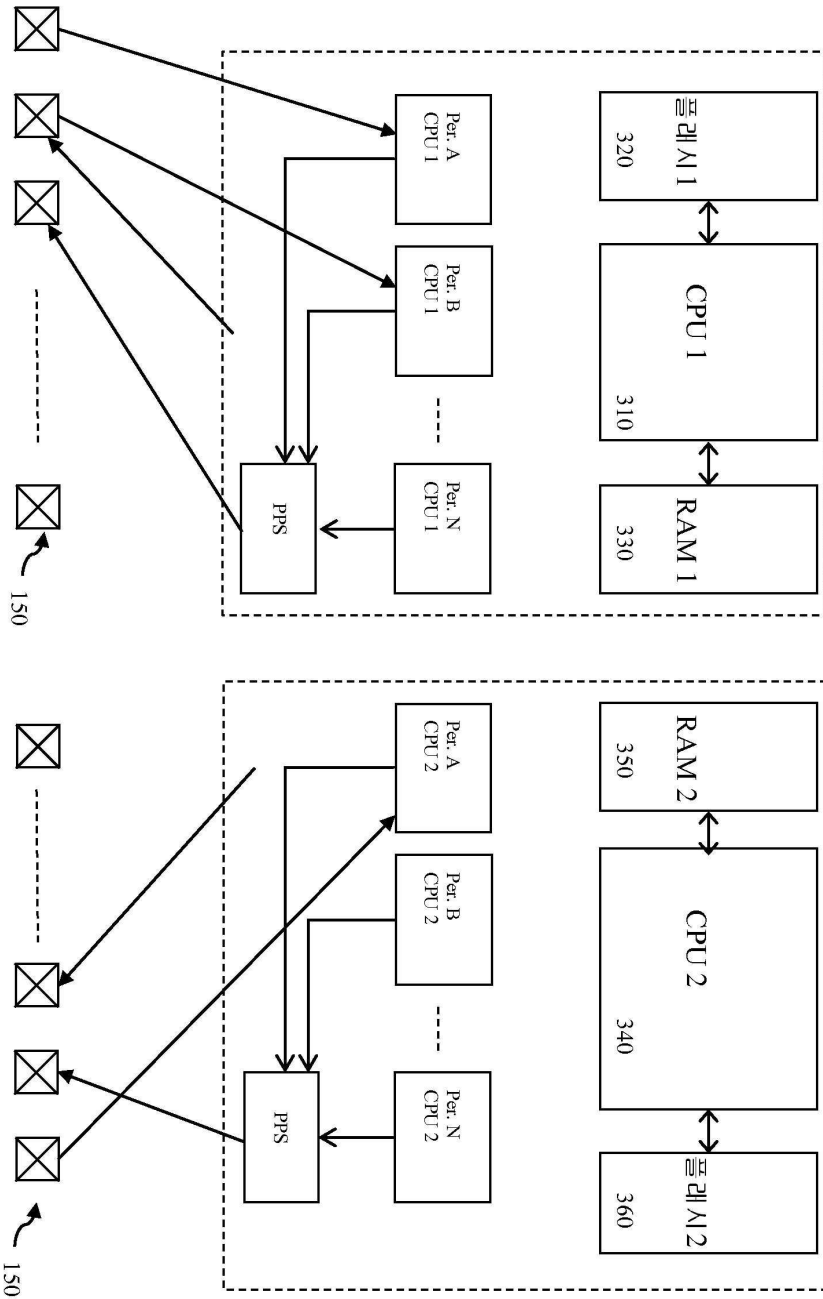 플래시1
320
CPU 1
310
RAM 1
330
RAM 2
350
CPU 2
340
플래시2
360
Per. A
CPU 1
Per. B
CPU 1
Per. N
CPU 1
Per. A
CPU 2
Per. B
CPU 2
Per. N
CPU 2
PPS
PPS
150
150